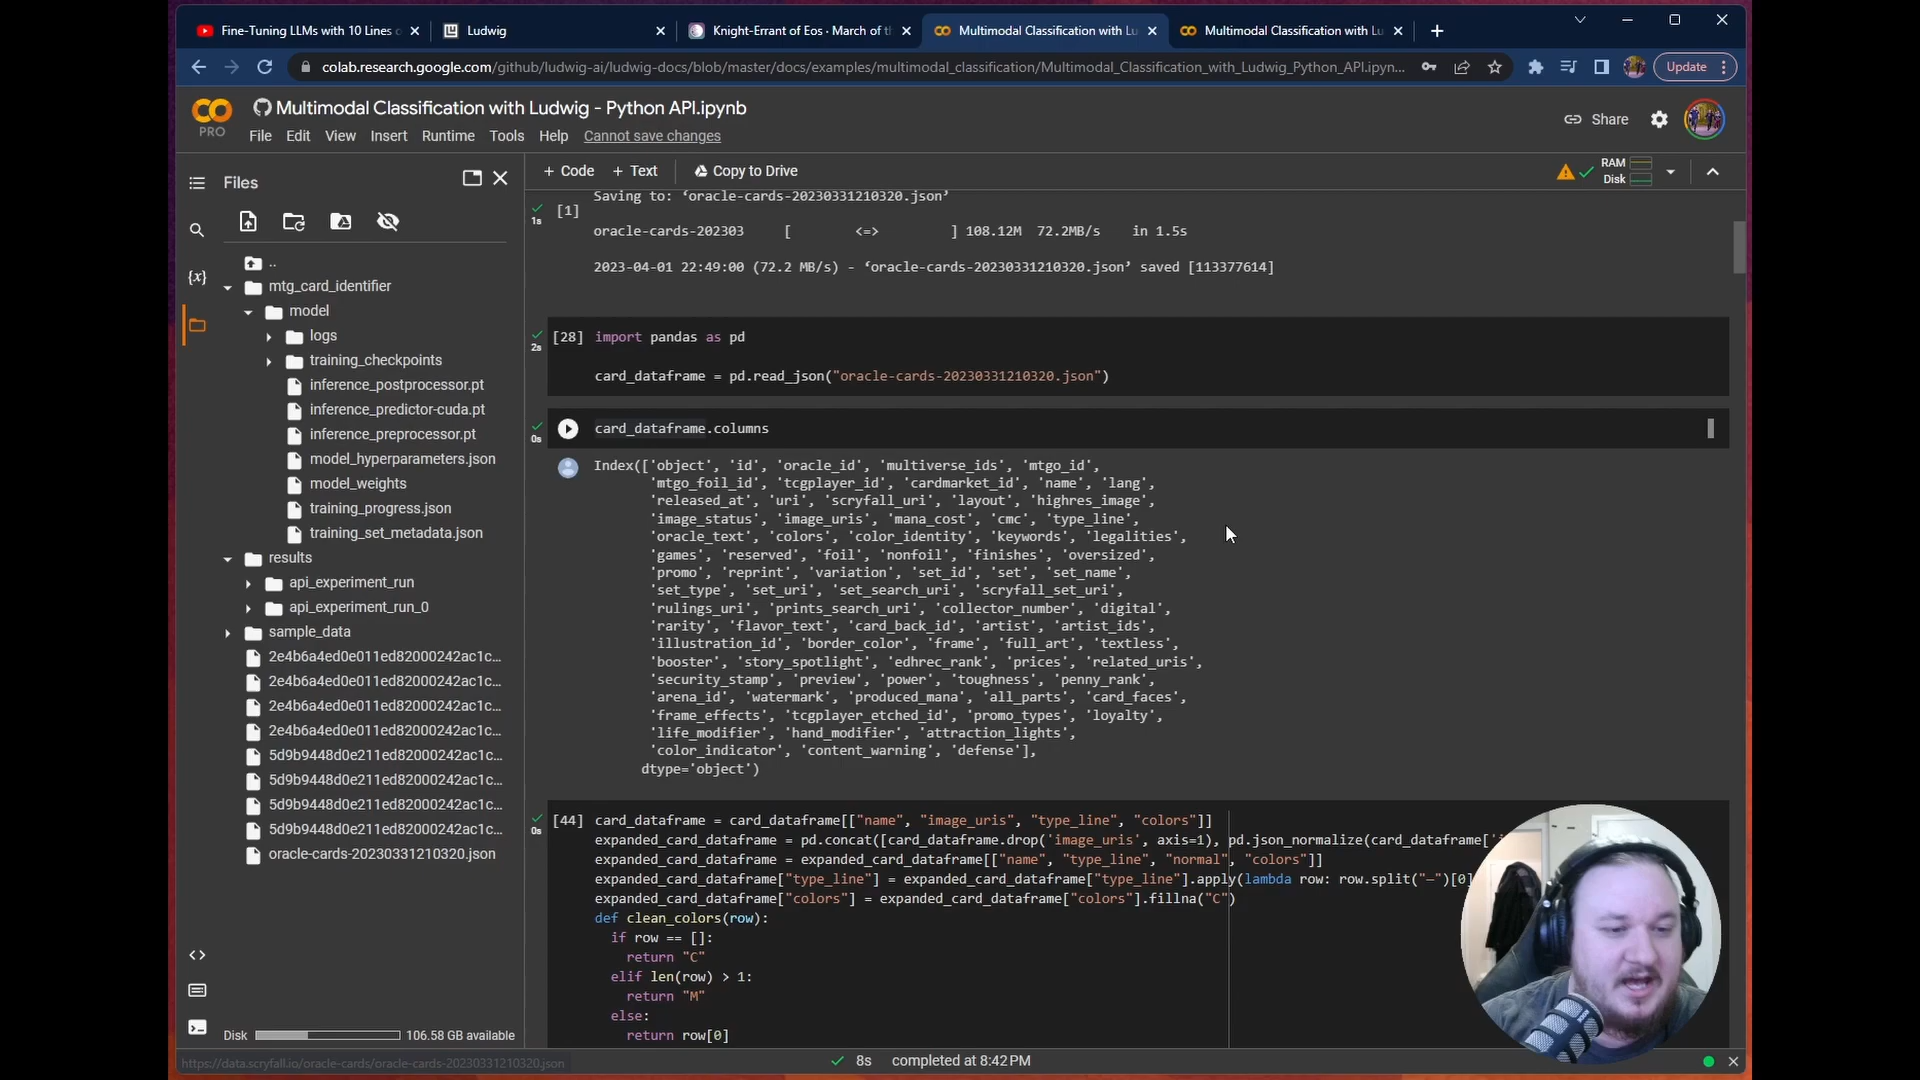 Fine-Tuning LLMs with 10 Lines o
Ludwig
Knight-Errant of Eos · March of th
Multimodal Classification with Lu
Multimodal Classification with Lu
colab.research.google.com/github/ludwig-ai/ludwig-docs/blob/master/docs/examples/multimodal_classification/Multimodal_Classification_with_Ludwig_Python_API.ipyn...
Update
Multimodal Classification with Ludwig - Python API.ipynb
PRO
File Edit View Insert Runtime Tools Help Cannot save changes
Share
Files
+ Code + Text Copy to Drive
RAM
Disk
..
mtg_card_identifier
model
logs
training_checkpoints
inference_postprocessor.pt
inference_predictor-cuda.pt
inference_preprocessor.pt
model_hyperparameters.json
model_weights
training_progress.json
training_set_metadata.json
results
api_experiment_run
api_experiment_run_0
sample_data
2e4b6a4ed0e011ed82000242ac1c...
2e4b6a4ed0e011ed82000242ac1c...
2e4b6a4ed0e011ed82000242ac1c...
2e4b6a4ed0e011ed82000242ac1c...
5d9b9448d0e211ed82000242ac1c...
5d9b9448d0e211ed82000242ac1c...
5d9b9448d0e211ed82000242ac1c...
5d9b9448d0e211ed82000242ac1c...
oracle-cards-20230331210320.json
{x}
Disk 106.58 GB available
Saving to: ‘oracle-cards-20230331210320.json’
1s [1]
oracle-cards-202303 [ <=> ] 108.12M 72.2MB/s in 1.5s
2023-04-01 22:49:00 (72.2 MB/s) - ‘oracle-cards-20230331210320.json’ saved [113377614]
2s [28] import pandas as pd
card_dataframe = pd.read_json("oracle-cards-20230331210320.json")
0s card_dataframe.columns
Index(['object', 'id', 'oracle_id', 'multiverse_ids', 'mtgo_id',
'mtgo_foil_id', 'tcgplayer_id', 'cardmarket_id', 'name', 'lang',
'released_at', 'uri', 'scryfall_uri', 'layout', 'highres_image',
'image_status', 'image_uris', 'mana_cost', 'cmc', 'type_line',
'oracle_text', 'colors', 'color_identity', 'keywords', 'legalities',
'games', 'reserved', 'foil', 'nonfoil', 'finishes', 'oversized',
'promo', 'reprint', 'variation', 'set_id', 'set', 'set_name',
'set_type', 'set_uri', 'set_search_uri', 'scryfall_set_uri',
'rulings_uri', 'prints_search_uri', 'collector_number', 'digital',
'rarity', 'flavor_text', 'card_back_id', 'artist', 'artist_ids',
'illustration_id', 'border_color', 'frame', 'full_art', 'textless',
'booster', 'story_spotlight', 'edhrec_rank', 'prices', 'related_uris',
'security_stamp', 'preview', 'power', 'toughness', 'penny_rank',
'arena_id', 'watermark', 'produced_mana', 'all_parts', 'card_faces',
'frame_effects', 'tcgplayer_etched_id', 'promo_types', 'loyalty',
'life_modifier', 'hand_modifier', 'attraction_lights',
'color_indicator', 'content_warning', 'defense'],
dtype='object')
0s [44] card_dataframe = card_dataframe[["name", "image_uris", "type_line", "colors"]]
expanded_card_dataframe = pd.concat([card_dataframe.drop('image_uris', axis=1), pd.json_normalize(card_dataframe['i
expanded_card_dataframe = expanded_card_dataframe[["name", "type_line", "normal", "colors"]]
expanded_card_dataframe["type_line"] = expanded_card_dataframe["type_line"].apply(lambda row: row.split("—")[0]
expanded_card_dataframe["colors"] = expanded_card_dataframe["colors"].fillna("C")
def clean_colors(row):
if row == []:
return "C"
elif len(row) > 1:
return "M"
else:
return row[0]
https://data.scryfall.io/oracle-cards/oracle-cards-20230331210320.json
8s completed at 8:42 PM